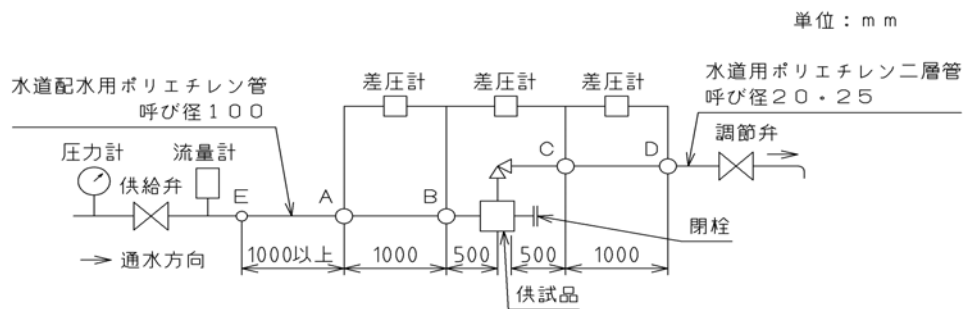 単位：ｍｍ
水道配水用ポリエチレン管
呼び径１００
差圧計
差圧計
差圧計
水道用ポリエチレン二層管
呼び径２０・２５
調節弁
圧力計
流量計
供給弁
E
A
B
C
D
閉栓
通水方向
1000以上
1000
500
500
1000
供試品